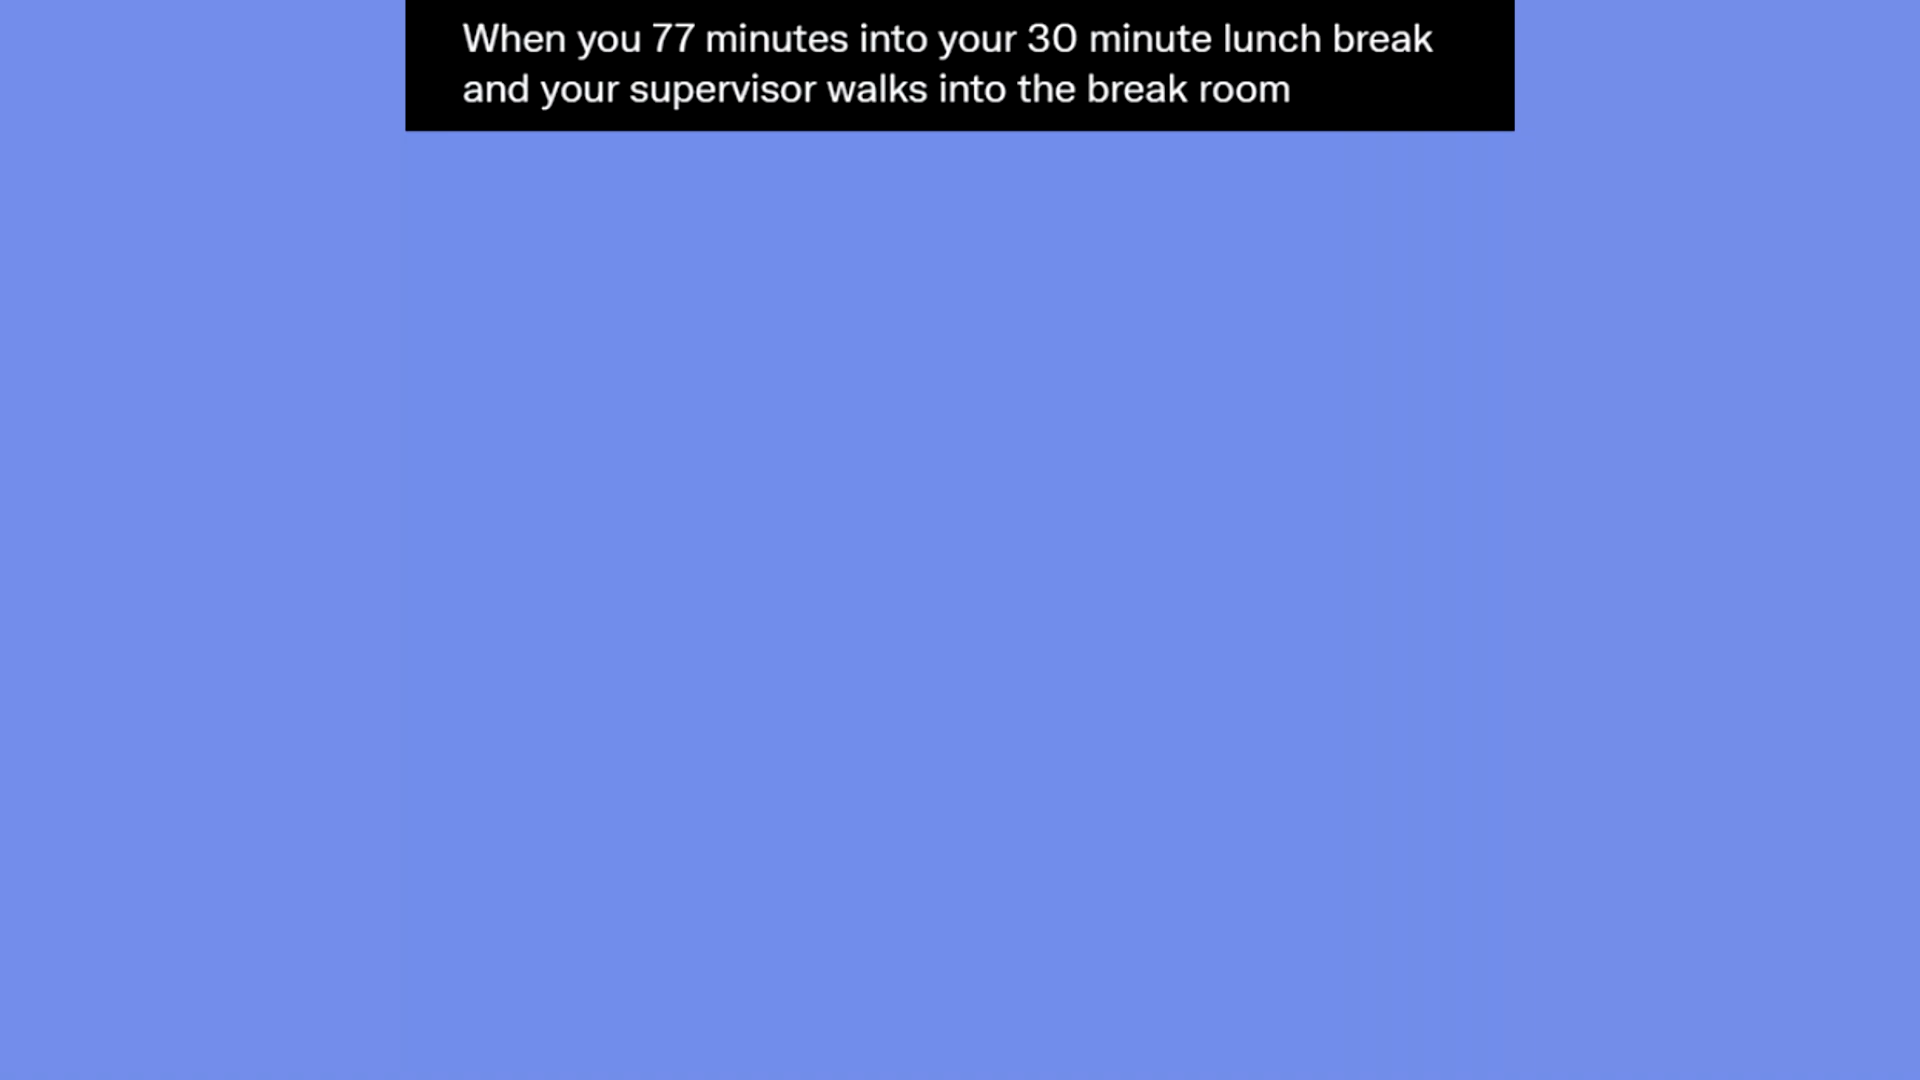 When you 77 minutes into your 30 minute lunch break
and your supervisor walks into the break room